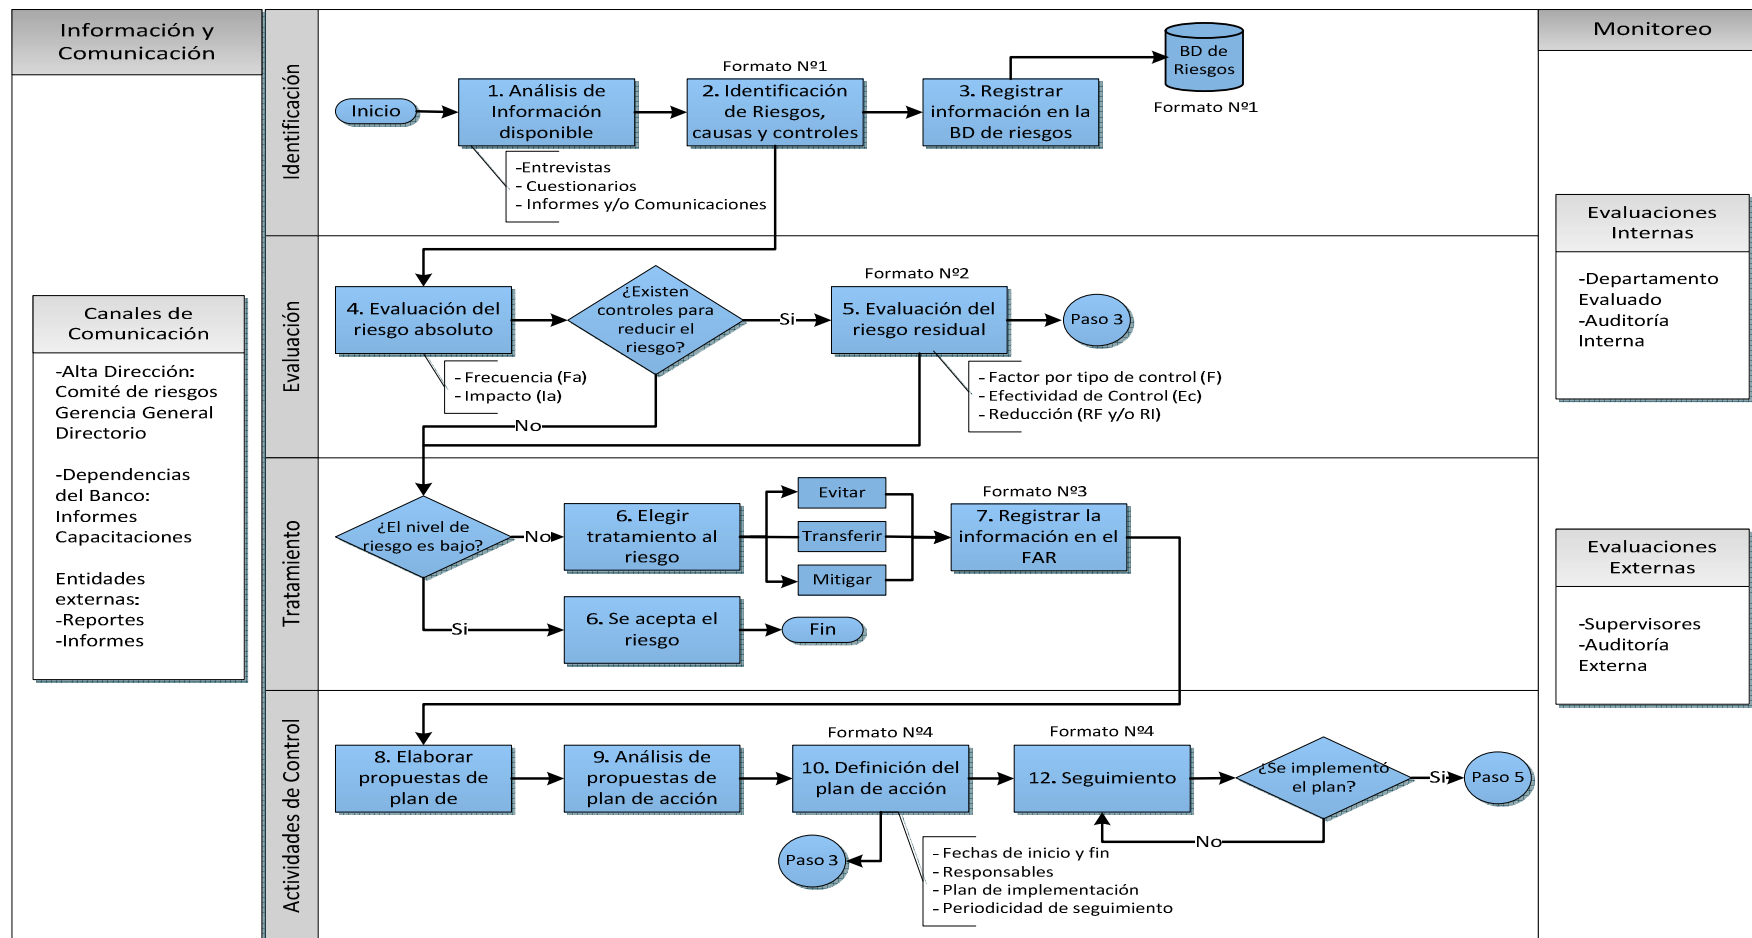 Información y
Comunicación
Canales de
Comunicación
-Alta Dirección:
Comité de riesgos
Gerencia General
Directorio
-Dependencias
del Banco:
Informes
Capacitaciones
Entidades
externas:
-Reportes
-Informes
Identificación
Inicio
1. Análisis de
Información
disponible
-Entrevistas
- Cuestionarios
- Informes y/o Comunicaciones
Formato Nº1
2. Identificación
de Riesgos,
causas y controles
3. Registrar
información en la
BD de riesgos
BD de
Riesgos
Formato Nº1
Evaluación
4. Evaluación del
riesgo absoluto
- Frecuencia (Fa)
- Impacto (Ia)
¿Existen
controles para
reducir el
riesgo?
Si
No
Formato Nº2
5. Evaluación del
riesgo residual
- Factor por tipo de control (F)
- Efectividad de Control (Ec)
- Reducción (RF y/o RI)
Paso 3
Tratamiento
¿El nivel de
riesgo es bajo?
No
6. Elegir
tratamiento al
riesgo
Evitar
Transferir
Mitigar
Formato Nº3
7. Registrar la
información en el
FAR
Si
6. Se acepta el
riesgo
Fin
Actividades de Control
8. Elaborar
propuestas de
plan de
9. Análisis de
propuestas de
plan de acción
Formato Nº4
10. Definición del
plan de acción
Paso 3
- Fechas de inicio y fin
- Responsables
- Plan de implementación
- Periodicidad de seguimiento
Formato Nº4
12. Seguimiento
¿Se implementó
el plan?
No
Si
Paso 5
Monitoreo
Evaluaciones
Internas
-Departamento
Evaluado
-Auditoría
Interna
Evaluaciones
Externas
-Supervisores
-Auditoría
Externa